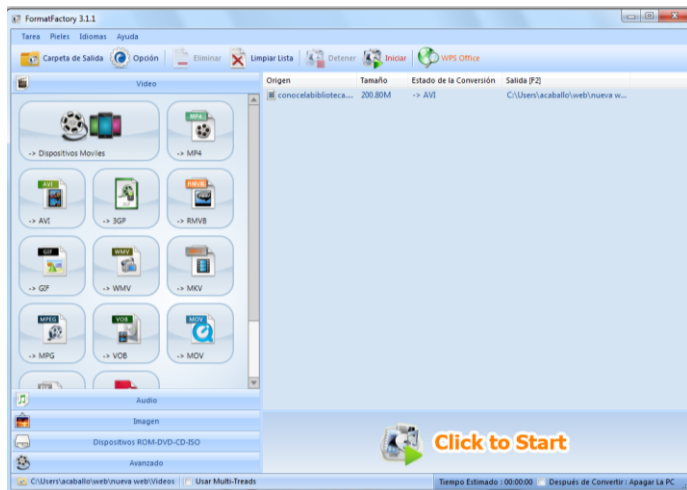 FormatFactory 3.1.1
Tarea Pieles Idiomas Ayuda
Carpeta de Salida Opción Eliminar Limpiar Lista Detener Iniciar WPS Office
Video
Origen Tamaño Estado de la Conversión Salida [F2]
conocelabiblioteca.... 200.80M -> AVI C:\Users\acaballo\web\nueva w...
MP4
-> Dispositivos Moviles -> MP4
AVI RMVB
-> AVI -> 3GP -> RMVB
GIF WMV
-> GIF -> WMV -> MKV
MPEG VOB MOV
-> MPG -> VOB -> MOV
Audio
Imagen
Dispositivos ROM-DVD-CD-ISO
Avanzado
Click to Start
C:\Users\acaballo\web\nueva web\Videos Usar Multi-Treads Tiempo Estimado : 00:00:00 Después de Convertir : Apagar La PC